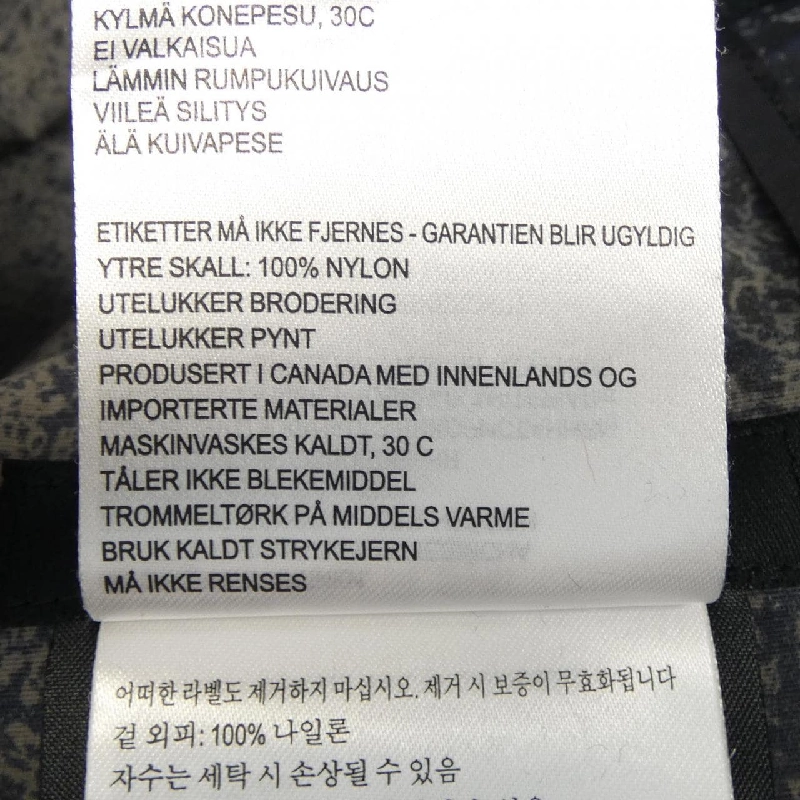 KYLMÄ KONEPESU, 30C
EI VALKAISUA
LÄMMIN RUMPUKUIVAUS
VIILEÄ SILITYS
ÄLÄ KUIVAPESE
ETIKETTER MÅ IKKE FJERNES - GARANTIEN BLIR UGYLDIG
YTRE SKALL: 100% NYLON
UTELUKKER BRODERING
UTELUKKER PYNT
PRODUSERT I CANADA MED INNENLANDS OG
IMPORTERTE MATERIALER
MASKINVASKES KALDT, 30 C
TÅLER IKKE BLEKEMIDDEL
TROMMELTØRK PÅ MIDDELS VARME
BRUK KALDT STRYKEJERN
MÅ IKKE RENSES
어떠한 라벨도 제거하지 마십시오. 제거 시 보증이 무효화됩니다
겉 외피: 100% 나일론
자수는 세탁 시 손상될 수 있음